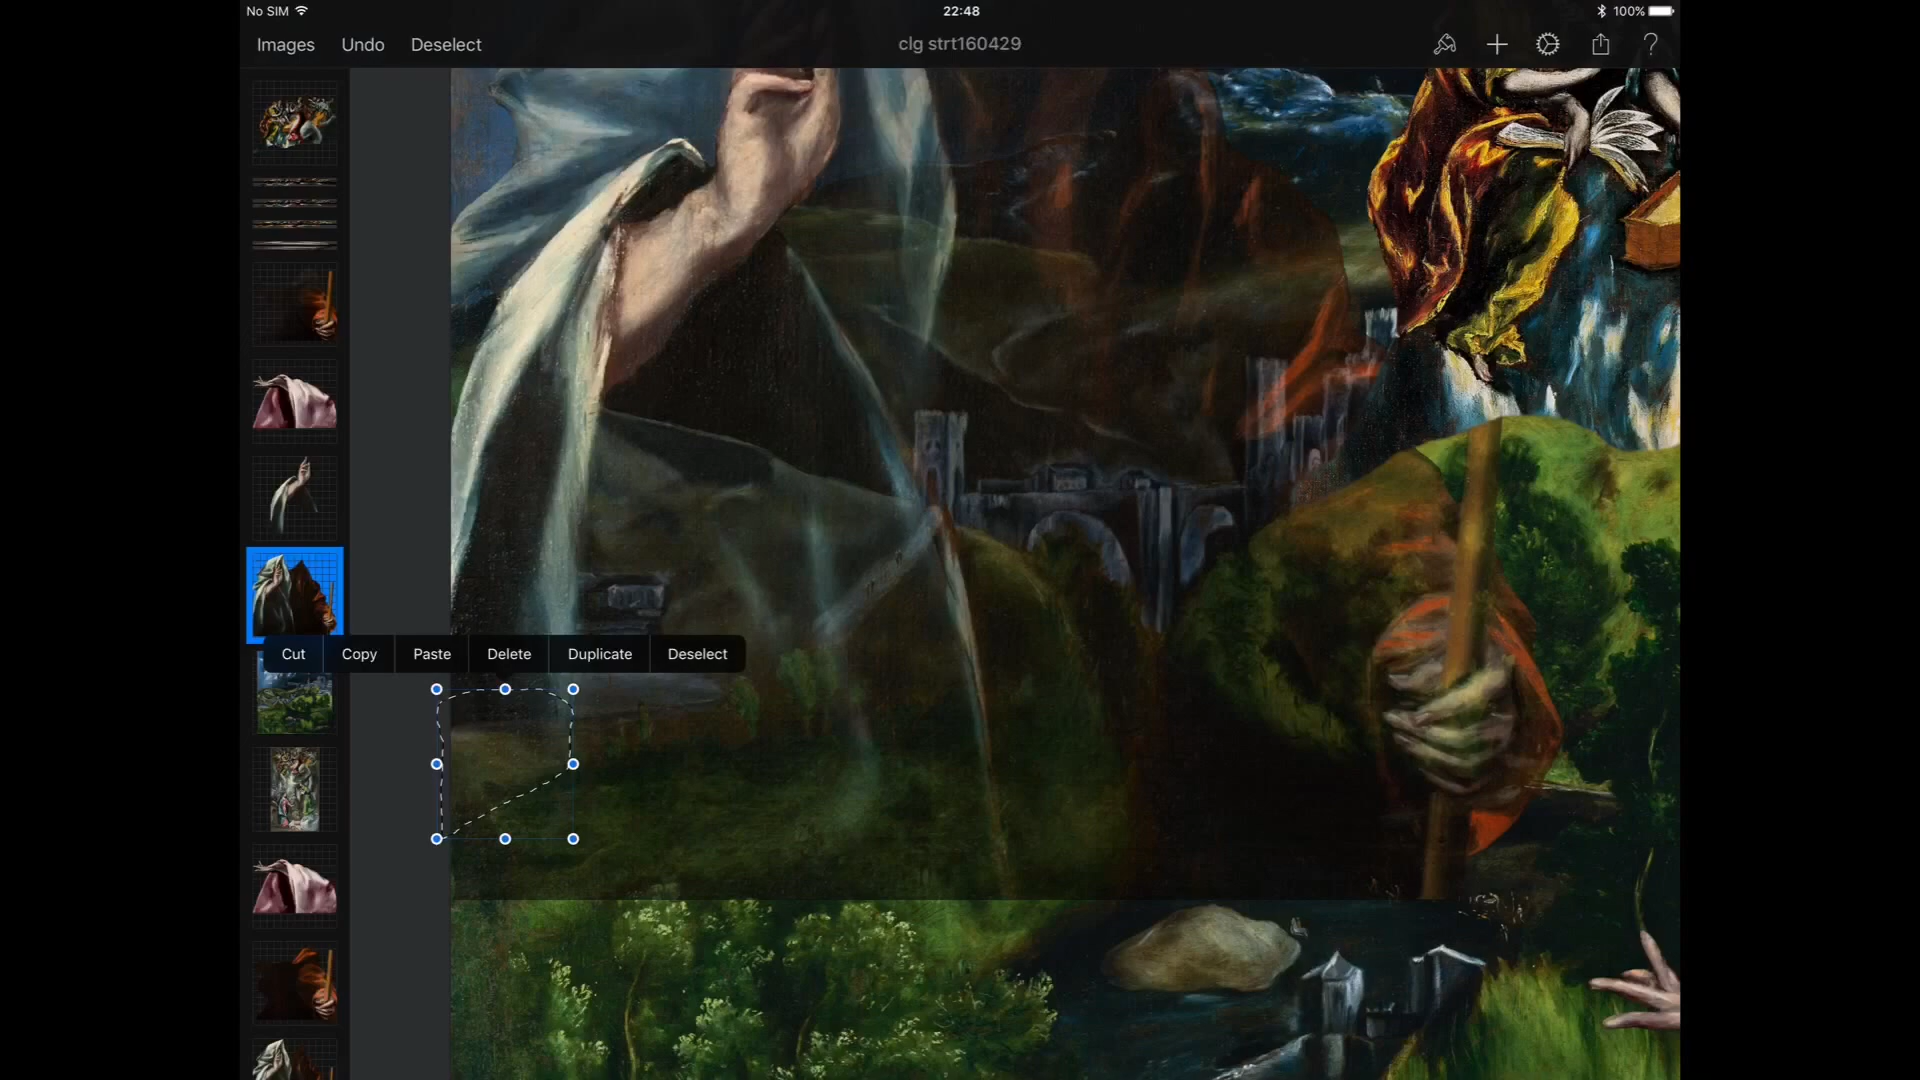 No SIM 22:48 100%
Images Undo Deselect clg strt160429 ?
Cut Copy Paste Delete Duplicate Deselect